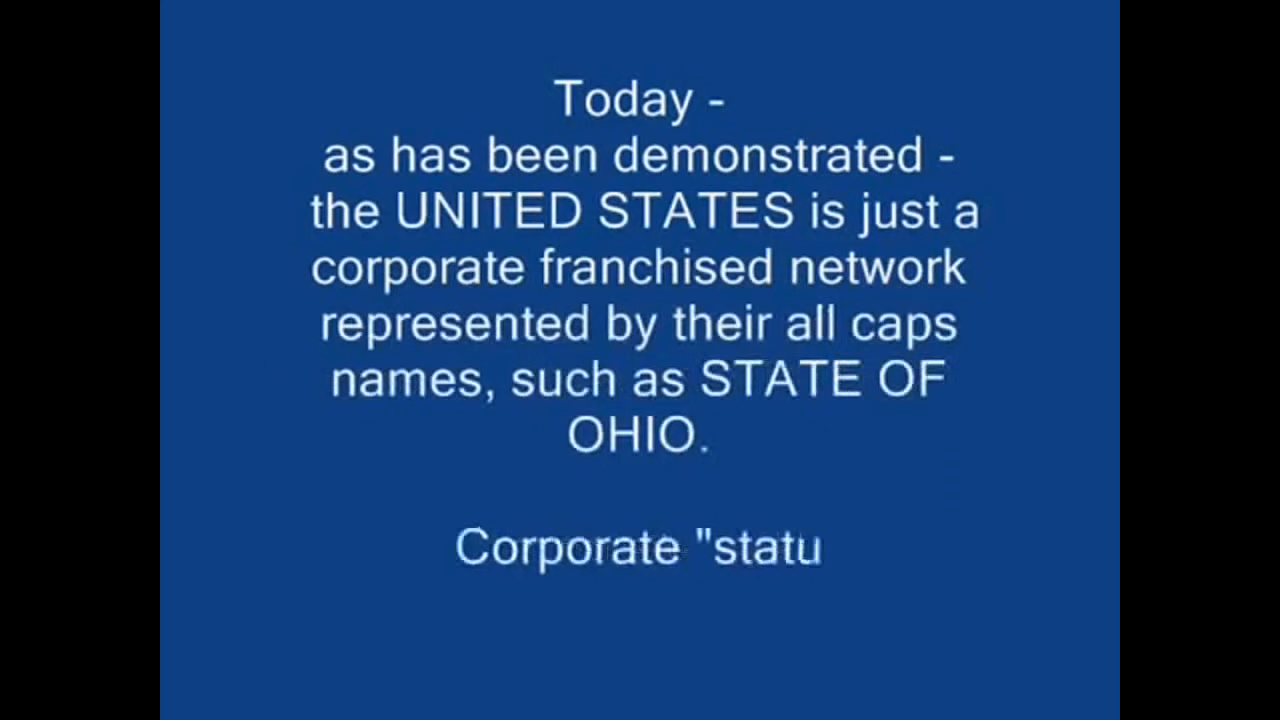 Today -
as has been demonstrated -
the UNITED STATES is just a
corporate franchised network
represented by their all caps
names, such as STATE OF
OHIO.
Corporate "statu